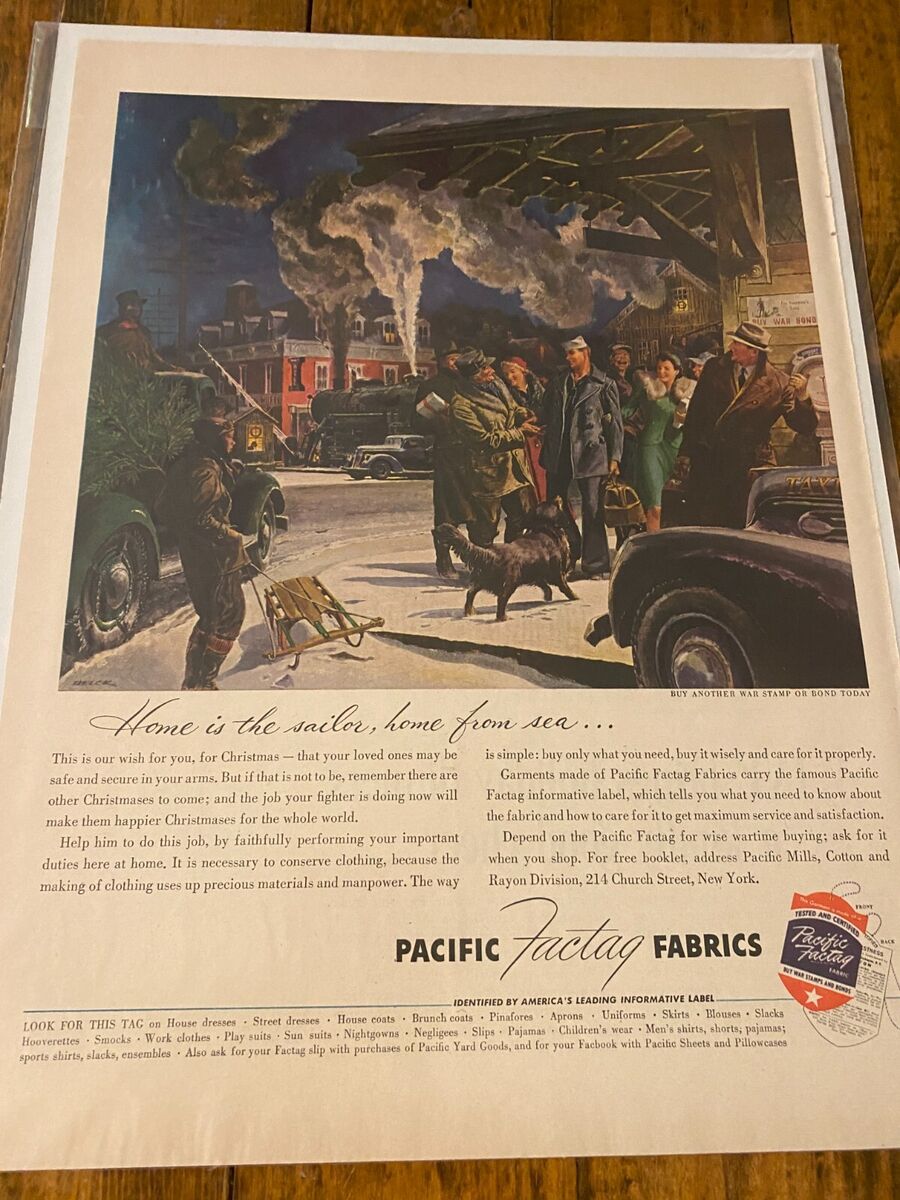 BUY WAR BOND
TAXI
BUY ANOTHER WAR STAMP OR BOND TODAY
Home is the sailor, home from sea...
This is our wish for you, for Christmas — that your loved ones may be
safe and secure in your arms. But if that is not to be, remember there are
other Christmases to come; and the job your fighter is doing now will
make them happier Christmases for the whole world.
Help him to do this job, by faithfully performing your important
duties here at home. It is necessary to conserve clothing, because the
making of clothing uses up precious materials and manpower. The way
is simple: buy only what you need, buy it wisely and care for it properly.
Garments made of Pacific Factag Fabrics carry the famous Pacific
Factag informative label, which tells you what you need to know about
the fabric and how to care for it to get maximum service and satisfaction.
Depend on the Pacific Factag for wise wartime buying; ask for it
when you shop. For free booklet, address Pacific Mills, Cotton and
Rayon Division, 214 Church Street, New York.
PACIFIC Factag FABRICS
FRONT
BACK
This Garment is made of a
TESTED AND CERTIFIED
Pacific
Factag
FABRIC
BUY WAR STAMPS AND BONDS
IDENTIFIED BY AMERICA'S LEADING INFORMATIVE LABEL
LOOK FOR THIS TAG on House dresses · Street dresses · House coats · Brunch coats · Pinafores · Aprons · Uniforms · Skirts · Blouses · Slacks
Hooverettes · Smocks · Work clothes · Play suits · Sun suits · Nightgowns · Negligees · Slips · Pajamas · Children's wear · Men's shirts, shorts; pajamas;
sports shirts, slacks, ensembles · Also ask for your Factag slip with purchases of Pacific Yard Goods, and for your Facbook with Pacific Sheets and Pillowcases